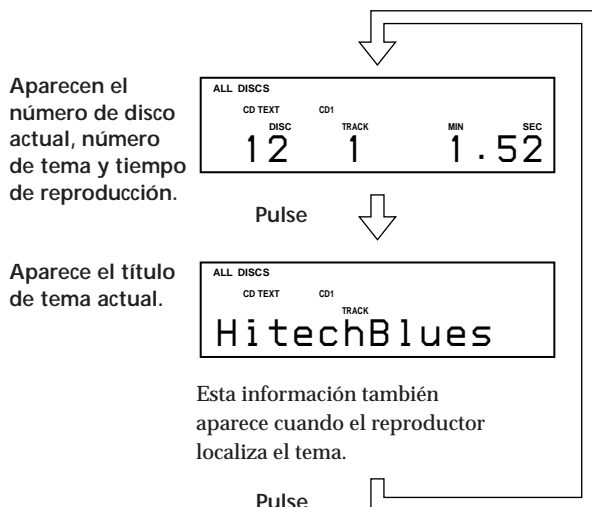 Aparecen el
número de disco
actual, número
de tema y tiempo
de reproducción.
ALL DISCS
CD TEXT CD1
DISC TRACK MIN SEC
12 1 1.52
Pulse
Aparece el título
de tema actual.
ALL DISCS
CD TEXT CD1
TRACK
HitechBlues
Esta información también
aparece cuando el reproductor
localiza el tema.
Pulse